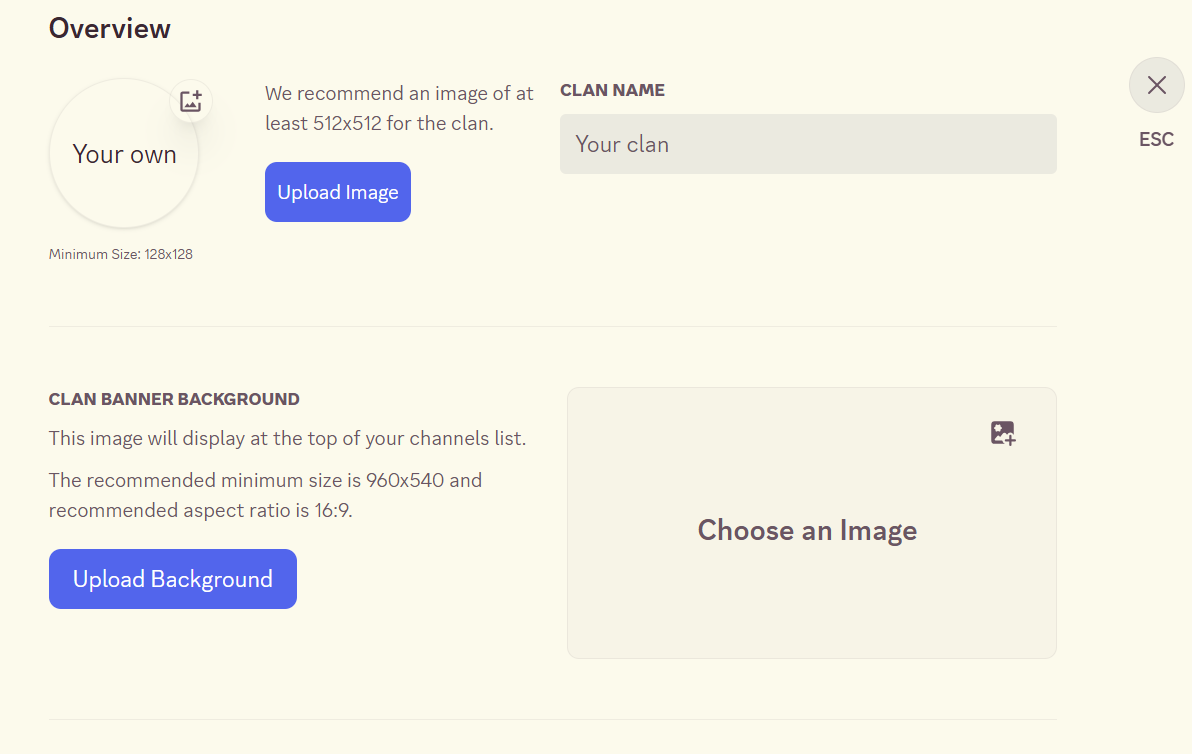 Overview
Your own
Minimum Size: 128x128
We recommend an image of at
least 512x512 for the clan.
Upload Image
CLAN NAME
Your clan
ESC
CLAN BANNER BACKGROUND
This image will display at the top of your channels list.
The recommended minimum size is 960x540 and
recommended aspect ratio is 16:9.
Upload Background
Choose an Image